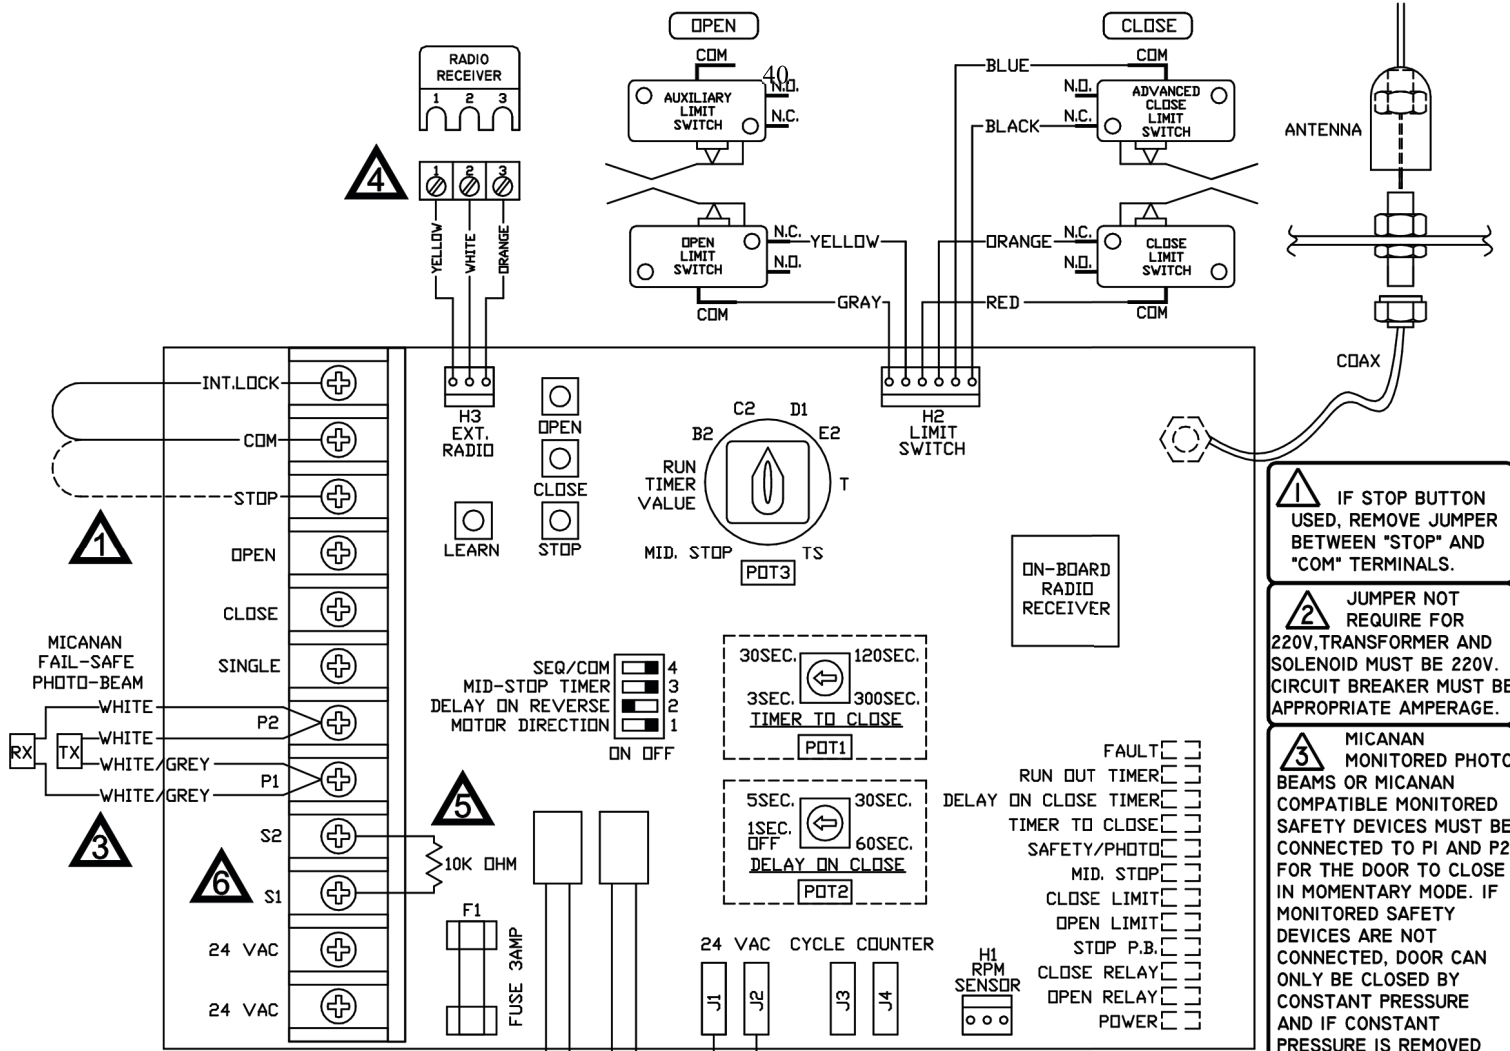 OPEN
CLOSE
COM
COM
RADIO
RECEIVER
1 2 3
40
N.O.
AUXILIARY
LIMIT
SWITCH
N.C.
BLUE
BLACK
N.O.
N.C.
ADVANCED
CLOSE
LIMIT
SWITCH
ANTENNA
4
1 2 3
YELLOW
WHITE
ORANGE
OPEN
LIMIT
SWITCH
N.C.
YELLOW
N.O.
GRAY
COM
ORANGE
N.C.
N.O.
CLOSE
LIMIT
SWITCH
RED
COM
COAX
INT.LOCK
COM
STOP
1
OPEN
CLOSE
SINGLE
MICANAN
FAIL-SAFE
PHOTO-BEAM
WHITE
P2
RX
TX
WHITE
WHITE/GREY
P1
WHITE/GREY
3
S2
6
S1
24 VAC
24 VAC
H3
EXT.
RADIO
OPEN
CLOSE
LEARN
STOP
C2
D1
B2
E2
RUN
TIMER
VALUE
T
MID. STOP
TS
POT3
H2
LIMIT
SWITCH
ON-BOARD
RADIO
RECEIVER
SEQ/COM 4
MID-STOP TIMER 3
DELAY ON REVERSE 2
MOTOR DIRECTION 1
ON OFF
30SEC. 120SEC.
3SEC. 300SEC.
TIMER TO CLOSE
POT1
5
10K OHM
5SEC. 30SEC.
1SEC.
OFF
60SEC.
DELAY ON CLOSE
POT2
F1
FUSE 3AMP
24 VAC CYCLE COUNTER
J1
J2
J3
J4
H1
RPM
SENSOR
FAULT
RUN OUT TIMER
DELAY ON CLOSE TIMER
TIMER TO CLOSE
SAFETY/PHOTO
MID. STOP
CLOSE LIMIT
OPEN LIMIT
STOP P.B.
CLOSE RELAY
OPEN RELAY
POWER
1 IF STOP BUTTON
USED, REMOVE JUMPER
BETWEEN "STOP" AND
"COM" TERMINALS.
2 JUMPER NOT
REQUIRE FOR
220V,TRANSFORMER AND
SOLENOID MUST BE 220V.
CIRCUIT BREAKER MUST BE
APPROPRIATE AMPERAGE.
3 MICANAN
MONITORED PHOTO
BEAMS OR MICANAN
COMPATIBLE MONITORED
SAFETY DEVICES MUST BE
CONNECTED TO P1 AND P2
FOR THE DOOR TO CLOSE
IN MOMENTARY MODE. IF
MONITORED SAFETY
DEVICES ARE NOT
CONNECTED, DOOR CAN
ONLY BE CLOSED BY
CONSTANT PRESSURE
AND IF CONSTANT
PRESSURE IS REMOVED